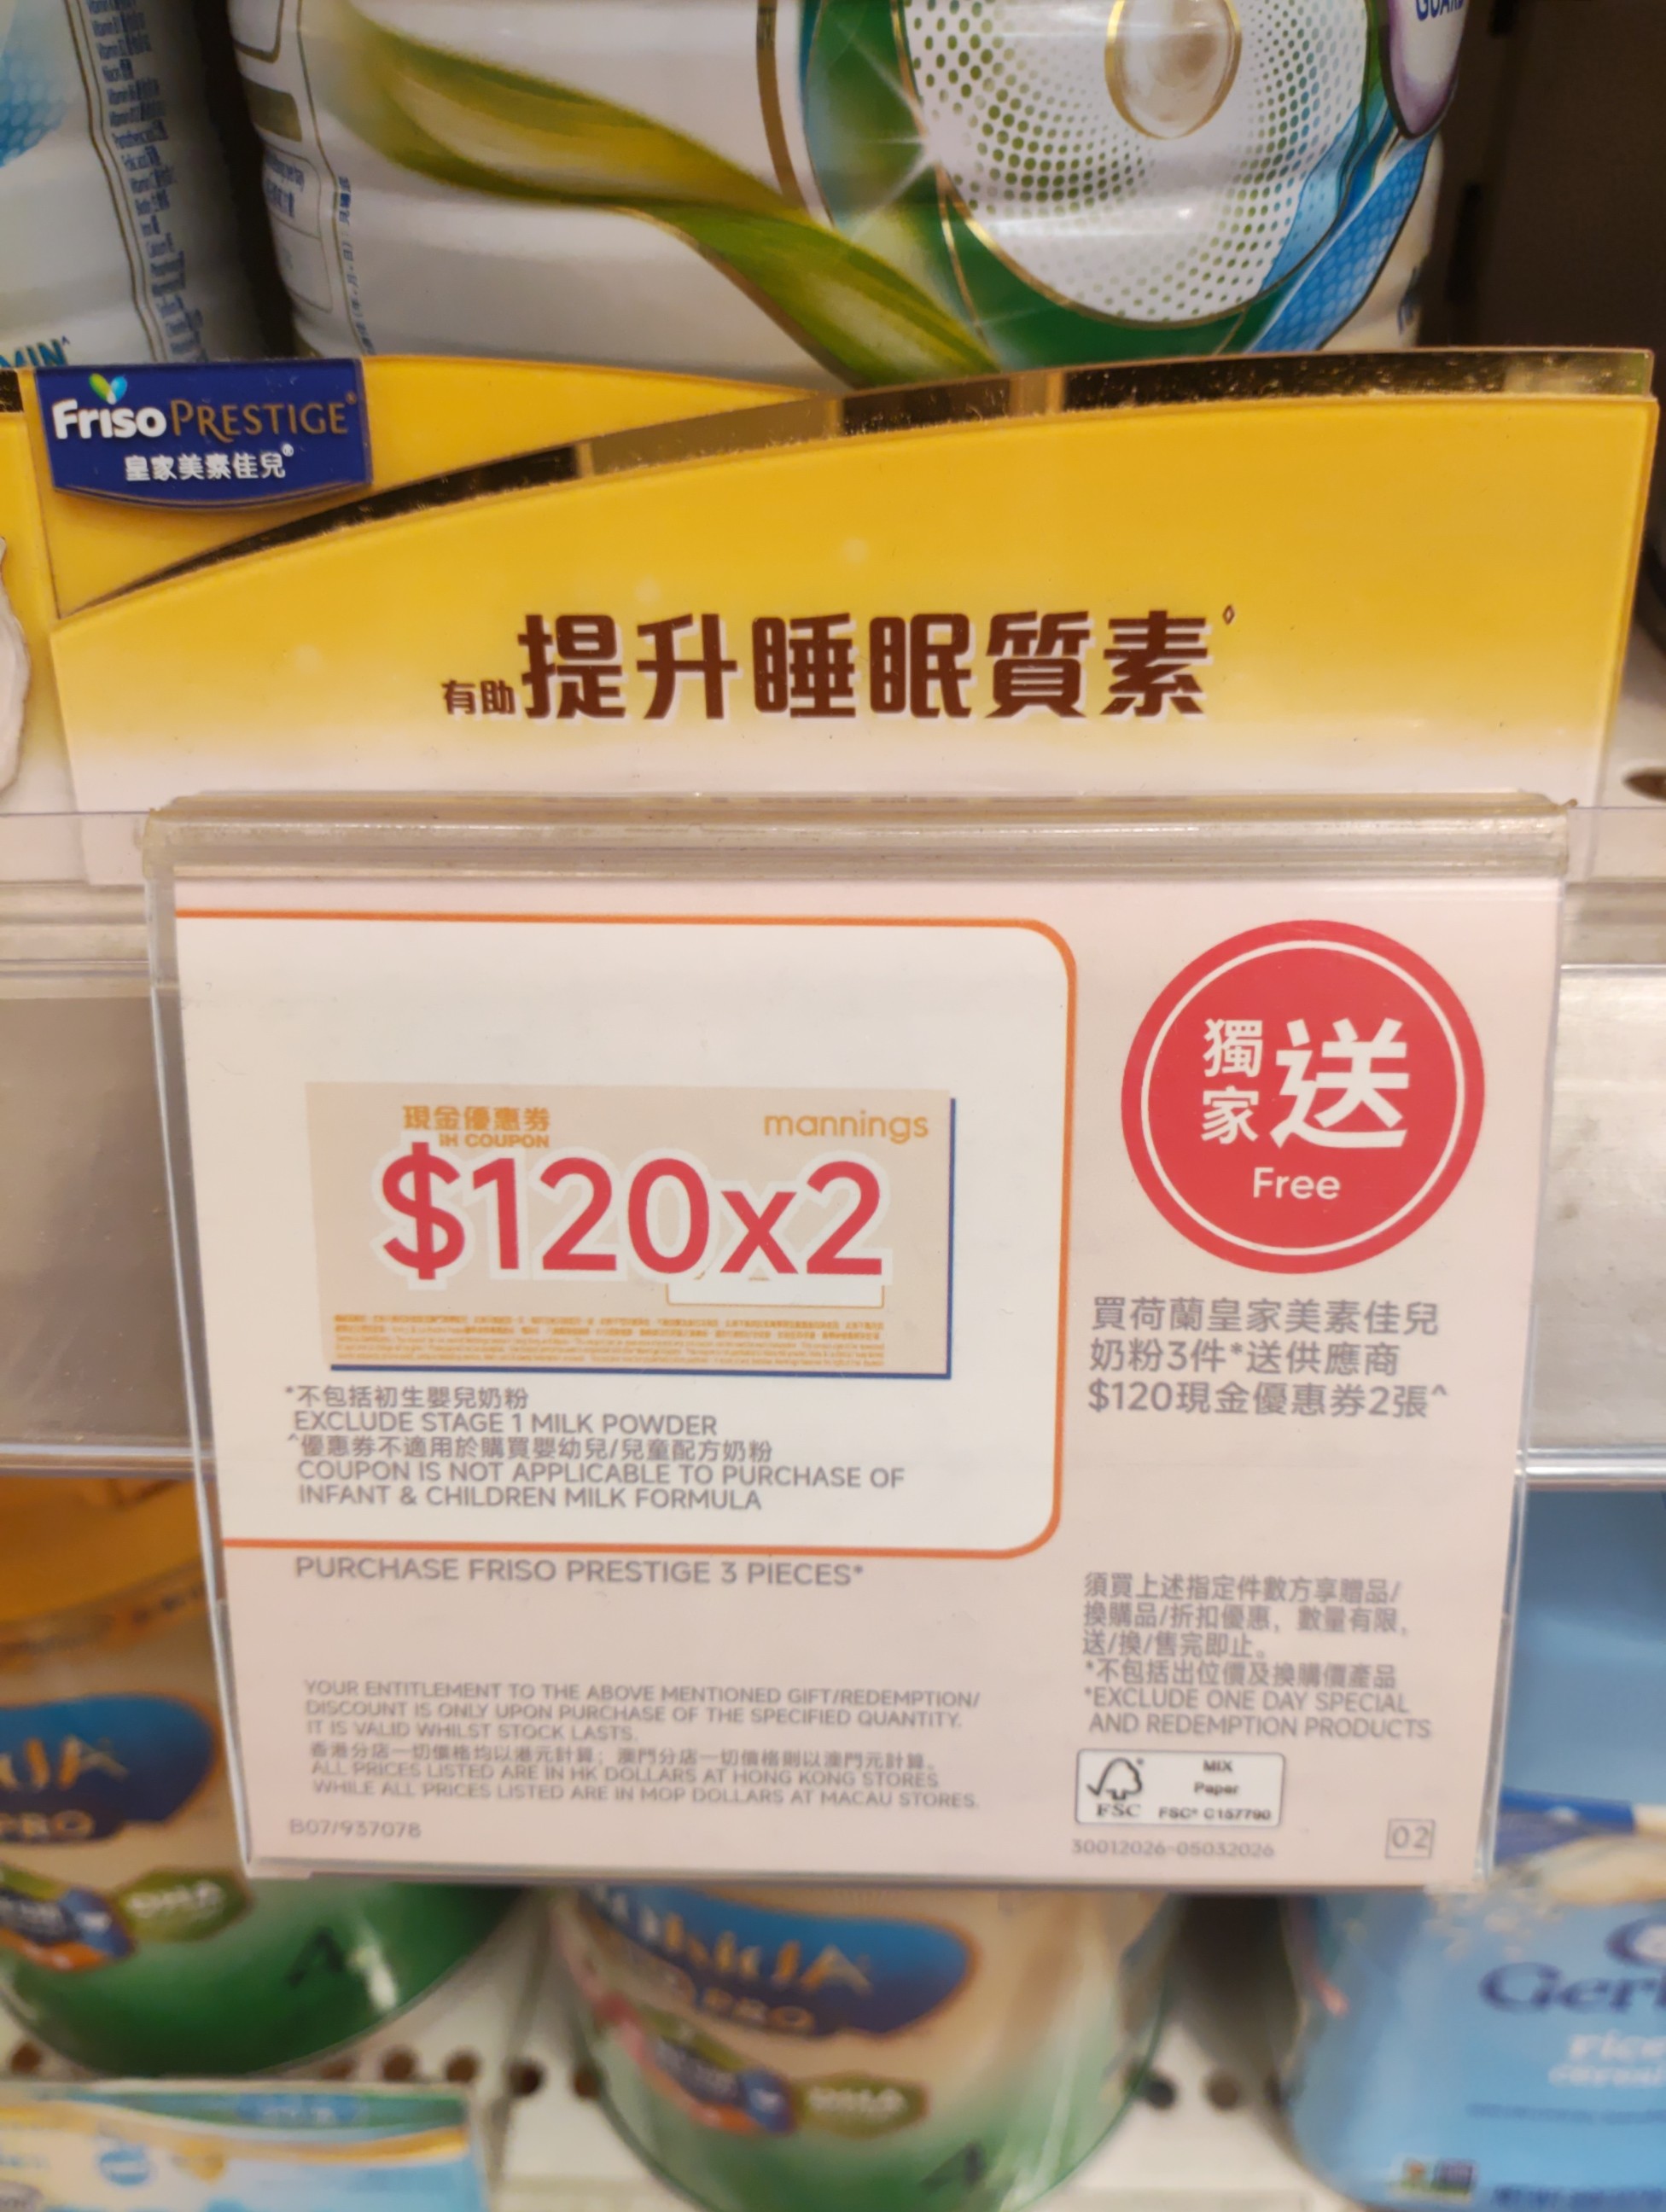 GUARD
MIN^
Friso PRESTIGE®
皇家美素佳兒®
有助提升睡眠質素◊
現金優惠券
mannings
COUPON
$120x2
*不包括初生嬰兒奶粉
EXCLUDE STAGE 1 MILK POWDER
^優惠券不適用於購買嬰幼兒/兒童配方奶粉
COUPON IS NOT APPLICABLE TO PURCHASE OF
INFANT & CHILDREN MILK FORMULA
PURCHASE FRISO PRESTIGE 3 PIECES*
YOUR ENTITLEMENT TO THE ABOVE MENTIONED GIFT/REDEMPTION/
DISCOUNT IS ONLY UPON PURCHASE OF THE SPECIFIED QUANTITY.
IT IS VALID WHILST STOCK LASTS.
香港分店一切價格均以港元計算；澳門分店一切價格則以澳門元計算。
ALL PRICES LISTED ARE IN HK DOLLARS AT HONG KONG STORES
WHILE ALL PRICES LISTED ARE IN MOP DOLLARS AT MACAU STORES.
B07/937078
獨家送
Free
買荷蘭皇家美素佳兒
奶粉3件*送供應商
$120現金優惠券2張^
須買上述指定件數方享贈品/
換購品/折扣優惠，數量有限，
送/換/售完即止。
*不包括出位價及換購價產品
*EXCLUDE ONE DAY SPECIAL
AND REDEMPTION PRODUCTS
FSC
MIX
Paper
FSC® C157790
30012026-05032026
02
PRO
DHA
4
PRO
DHA
4
Ger
rice
cereal